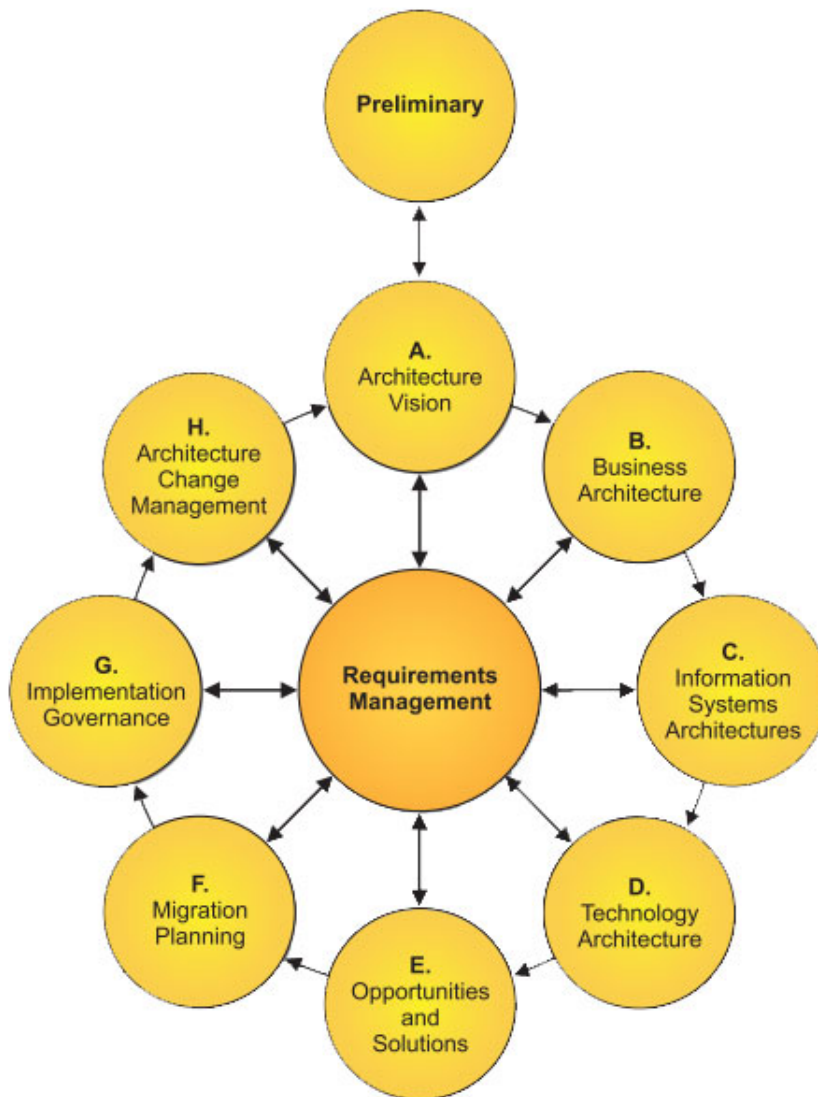 Preliminary
A.
Architecture
Vision
B.
Business
Architecture
C.
Information
Systems
Architectures
D.
Technology
Architecture
E.
Opportunities
and
Solutions
F.
Migration
Planning
G.
Implementation
Governance
H.
Architecture
Change
Management
Requirements
Management